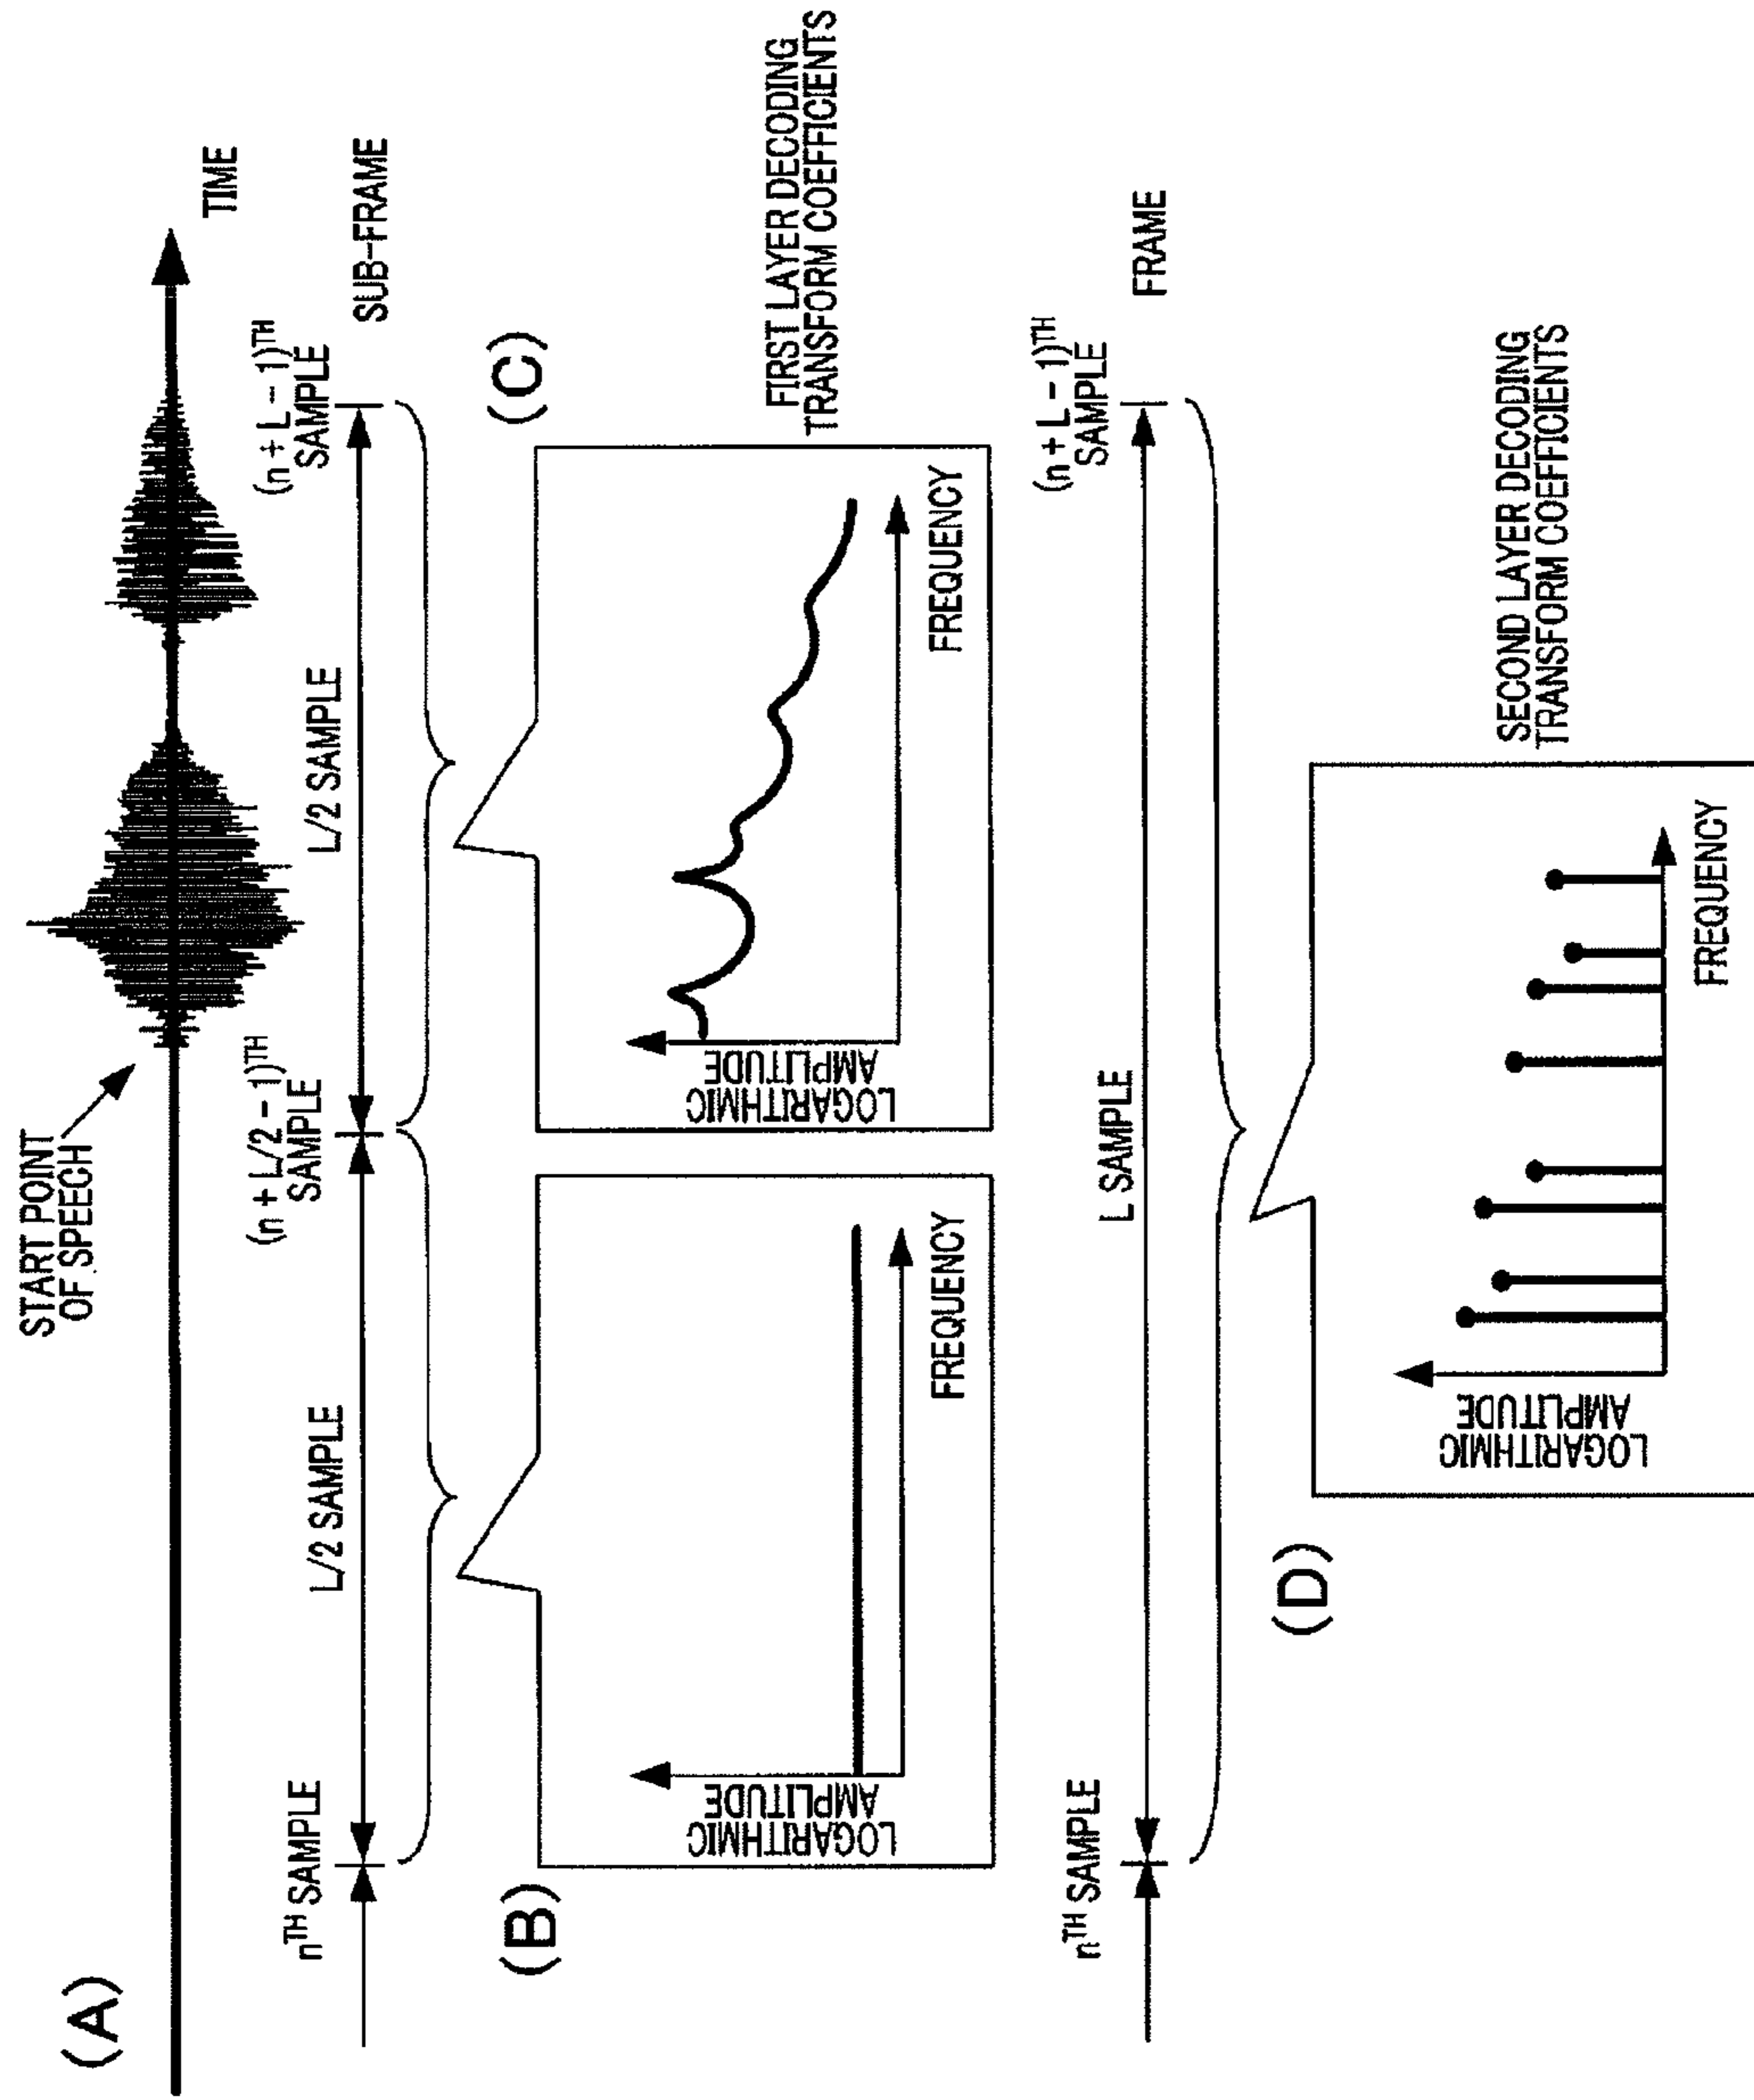 (A)
START POINT
OF SPEECH
TIME
nTH SAMPLE
L/2 SAMPLE
(n + L/2 - 1)TH
SAMPLE
L/2 SAMPLE
(n + L - 1)TH
SAMPLE
SUB-FRAME
(B)
LOGARITHMIC
AMPLITUDE
FREQUENCY
(C)
LOGARITHMIC
AMPLITUDE
FREQUENCY
FIRST LAYER DECODING
TRANSFORM COEFFICIENTS
nTH SAMPLE
L SAMPLE
(n + L - 1)TH
SAMPLE
FRAME
(D)
LOGARITHMIC
AMPLITUDE
FREQUENCY
SECOND LAYER DECODING
TRANSFORM COEFFICIENTS